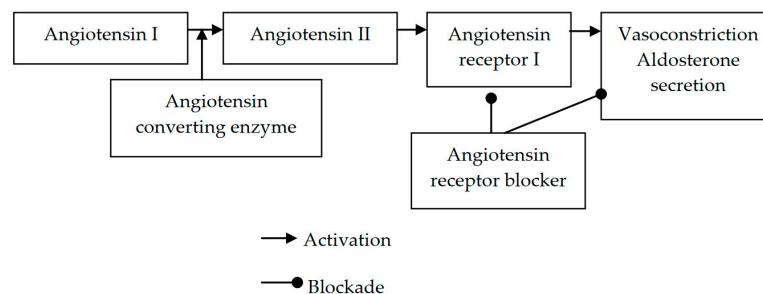 Angiotensin I
Angiotensin II
Angiotensin
receptor I
Vasoconstriction
Aldosterone
secretion
Angiotensin
converting enzyme
Angiotensin
receptor blocker
Activation
Blockade